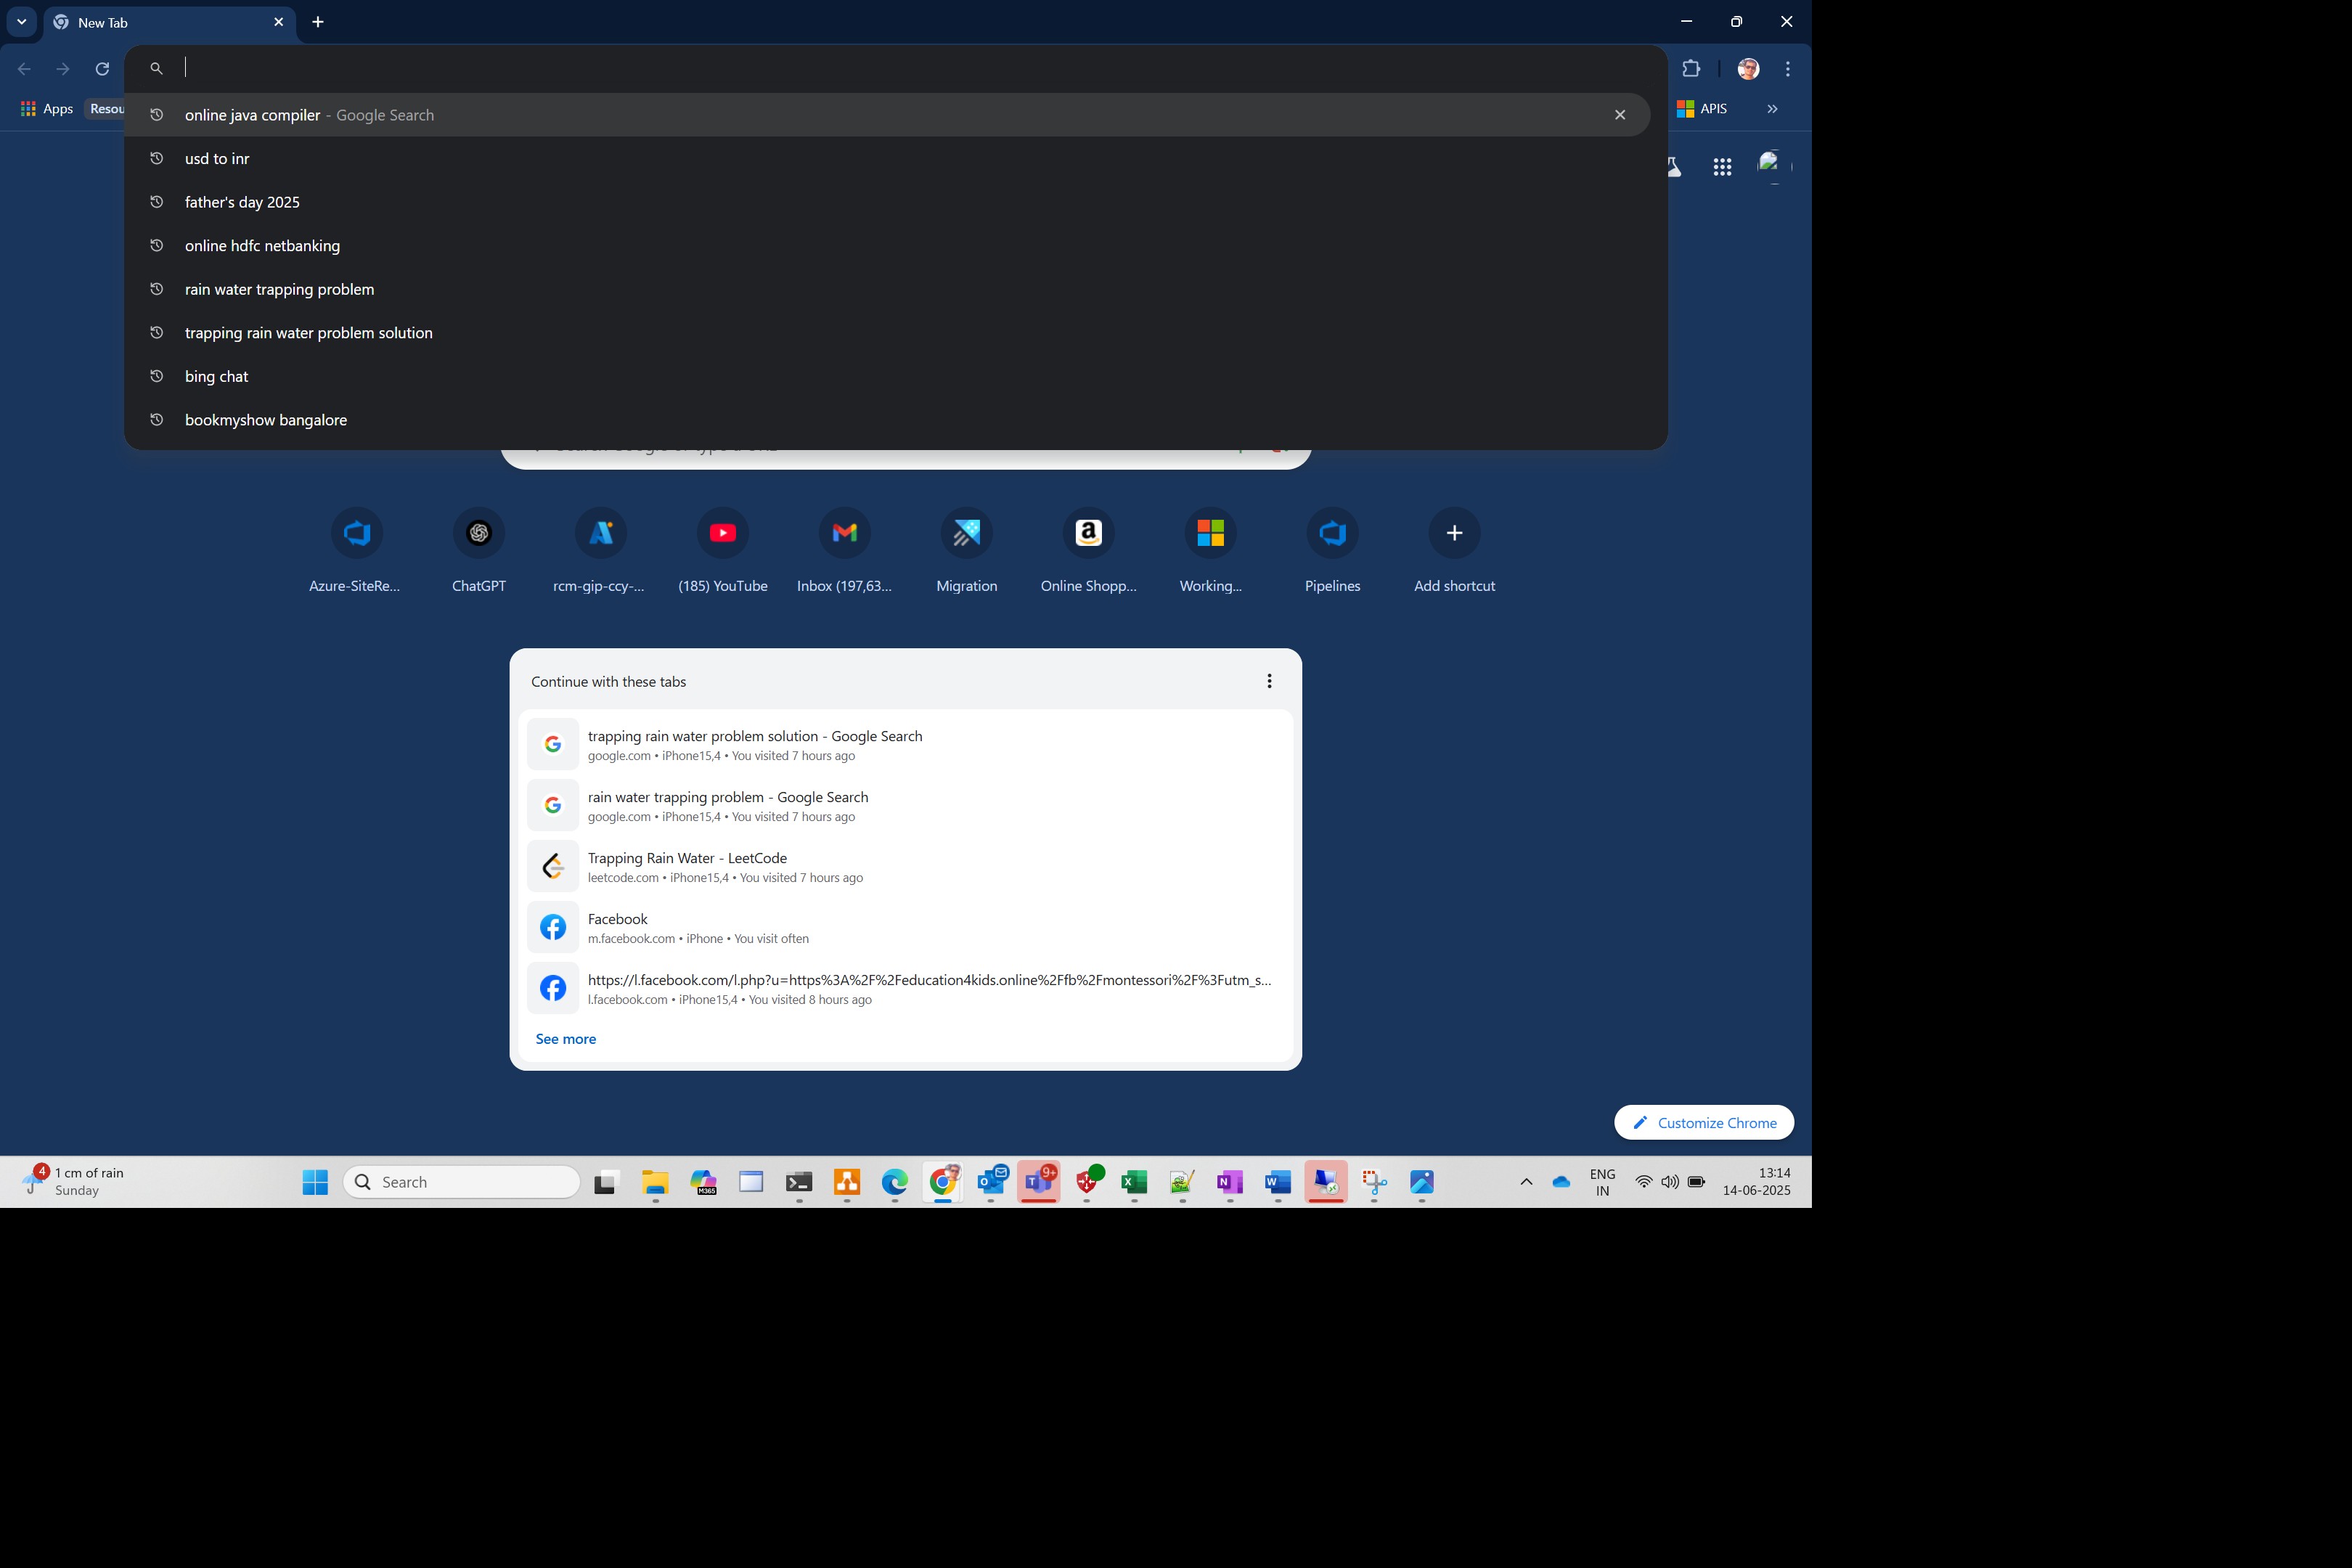 New Tab
Apps
Resou
APIS
online java compiler - Google Search
usd to inr
father's day 2025
online hdfc netbanking
rain water trapping problem
trapping rain water problem solution
bing chat
bookmyshow bangalore
Azure-SiteRe... ChatGPT rcm-gip-ccy-... (185) YouTube Inbox (197,63... Migration Online Shopp... Working... Pipelines Add shortcut
Continue with these tabs
trapping rain water problem solution - Google Search
google.com • iPhone15,4 • You visited 7 hours ago
rain water trapping problem - Google Search
google.com • iPhone15,4 • You visited 7 hours ago
Trapping Rain Water - LeetCode
leetcode.com • iPhone15,4 • You visited 7 hours ago
Facebook
m.facebook.com • iPhone • You visit often
https://l.facebook.com/l.php?u=https%3A%2F%2Feducation4kids.online%2Ffb%2Fmontessori%2F%3Futm_s...
l.facebook.com • iPhone15,4 • You visited 8 hours ago
See more
Customize Chrome
4
1 cm of rain
Sunday
Search
M365
9+
ENG
IN
13:14
14-06-2025